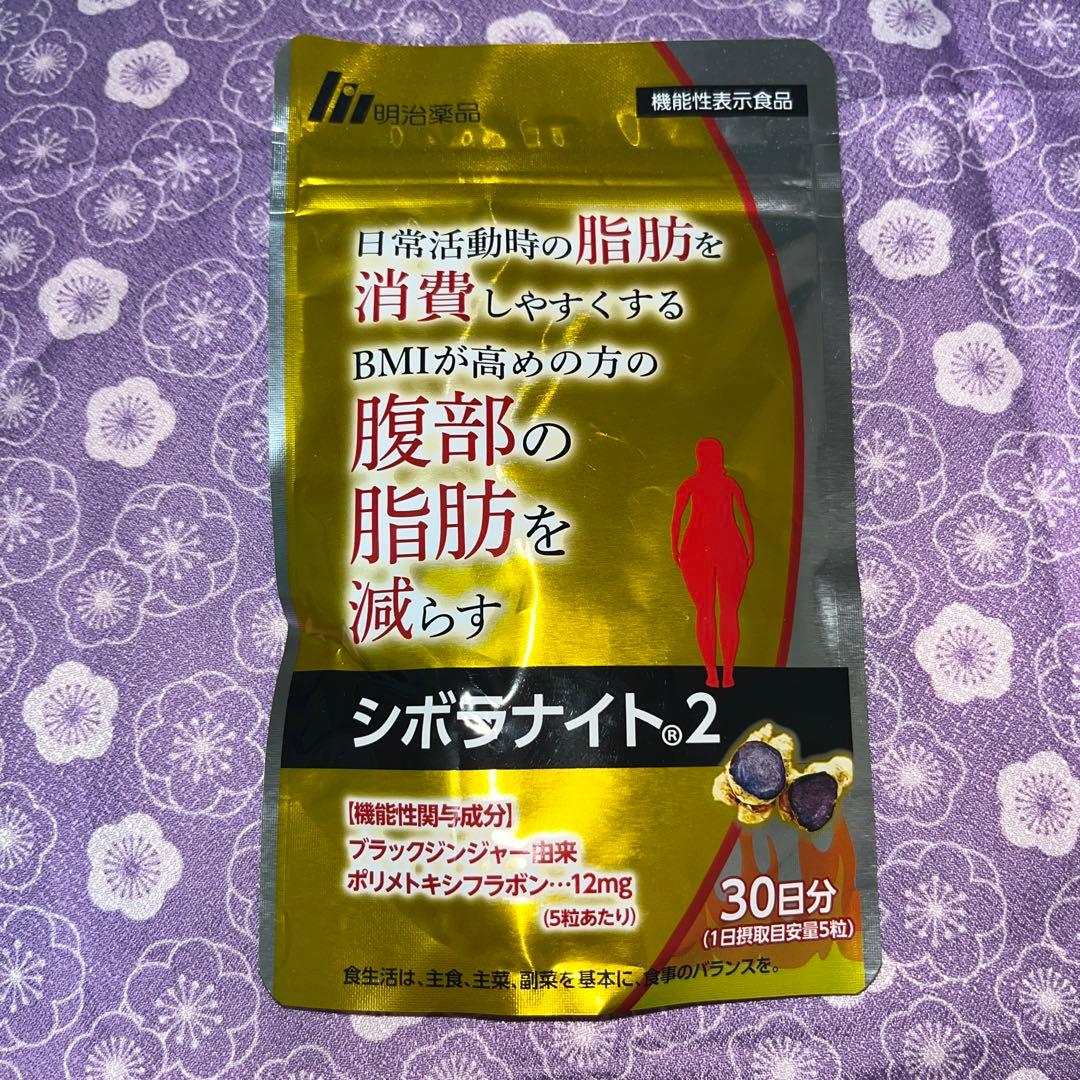 明治薬品
機能性表示食品
日常活動時の脂肪を
消費しやすくする
BMIが高めの方の
腹部の
脂肪を
減らす
シボラナイト®2
【機能性関与成分】
ブラックジンジャー由来
ポリメトキシフラボン…12mg
(5粒あたり)
30日分
(1日摂取目安量5粒)
食生活は、主食、主菜、副菜を基本に、食事のバランスを。